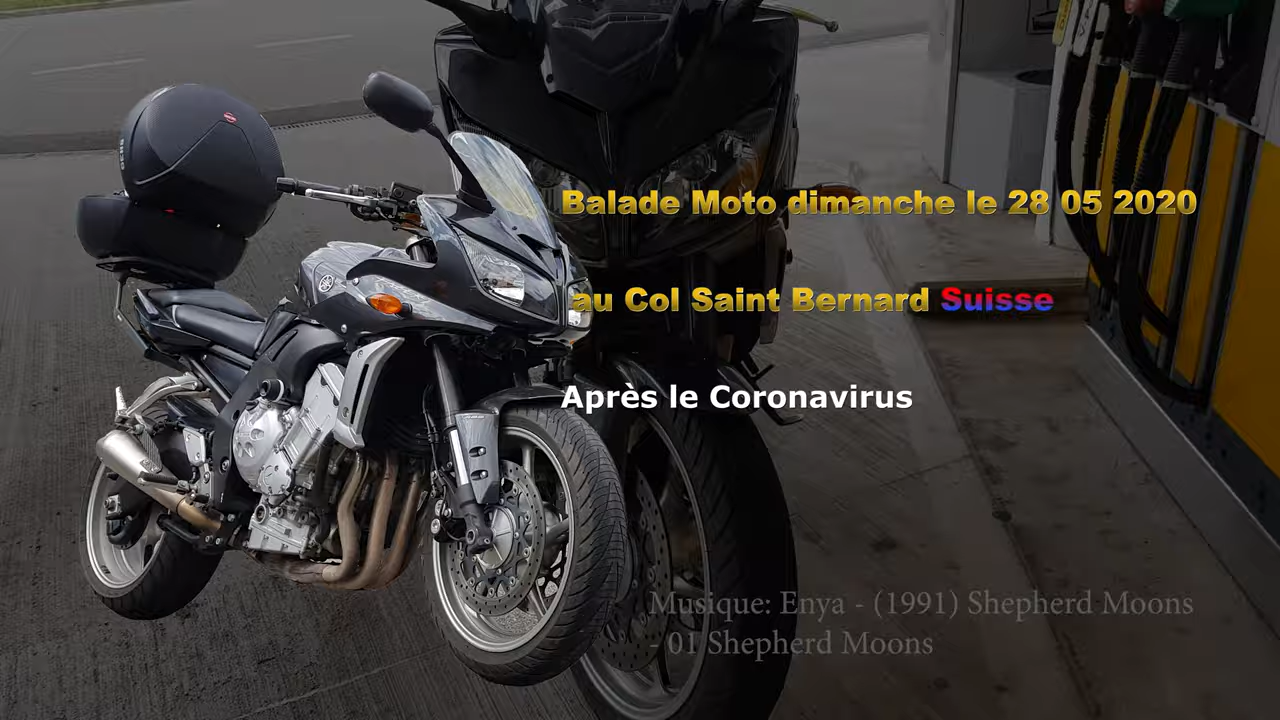 Balade Moto dimanche le 28 05 2020
au Col Saint Bernard Suisse
Après le Coronavirus
Musique: Enya - (1991) Shepherd Moons
- 01 Shepherd Moons